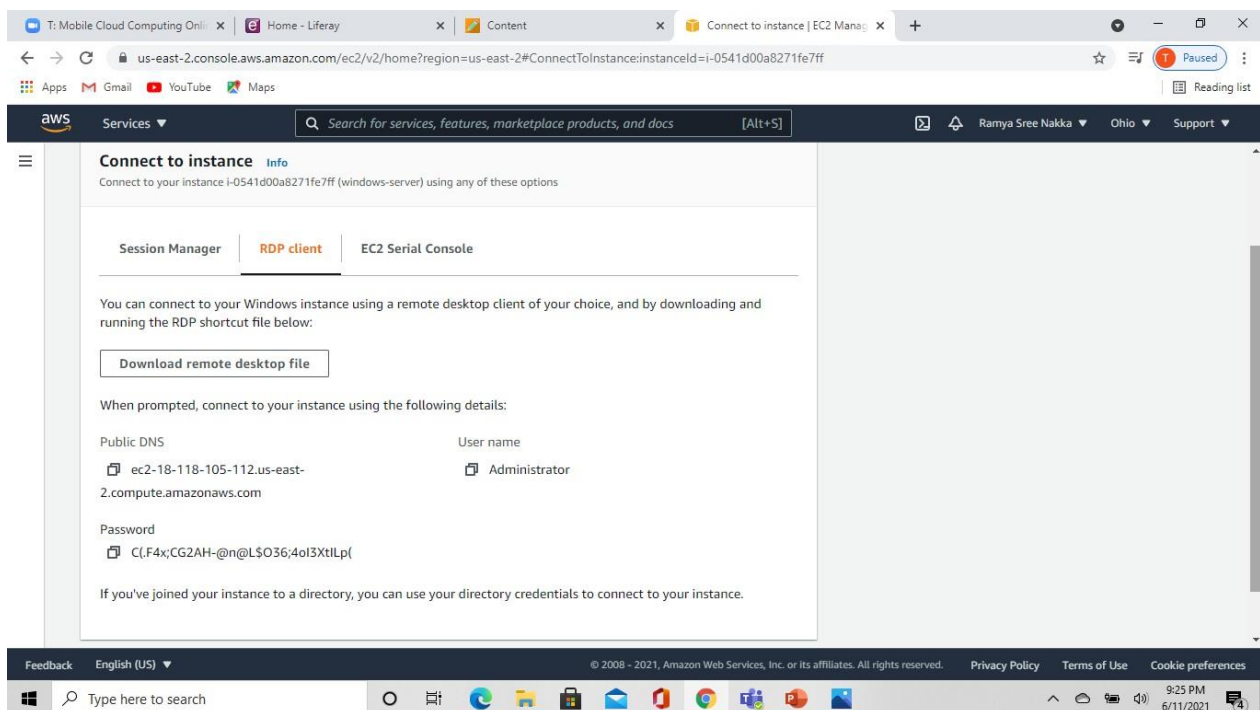 T: Mobile Cloud Computing Onli
Home - Liferay
Content
Connect to instance | EC2 Manag
us-east-2.console.aws.amazon.com/ec2/v2/home?region=us-east-2#ConnectToInstance:instanceId=i-0541d00a8271fe7ff
T Paused
Apps Gmail YouTube Maps Reading list
aws Services Search for services, features, marketplace products, and docs [Alt+S] Ramya Sree Nakka Ohio Support
Connect to instance Info
Connect to your instance i-0541d00a8271fe7ff (windows-server) using any of these options
Session Manager RDP client EC2 Serial Console
You can connect to your Windows instance using a remote desktop client of your choice, and by downloading and
running the RDP shortcut file below:
Download remote desktop file
When prompted, connect to your instance using the following details:
Public DNS User name
ec2-18-118-105-112.us-east- Administrator
2.compute.amazonaws.com
Password
C(.F4x;CG2AH-@n@L$O36;4oI3XtILp(
If you've joined your instance to a directory, you can use your directory credentials to connect to your instance.
Feedback English (US) © 2008 - 2021, Amazon Web Services, Inc. or its affiliates. All rights reserved. Privacy Policy Terms of Use Cookie preferences
Type here to search 9:25 PM
6/11/2021 4